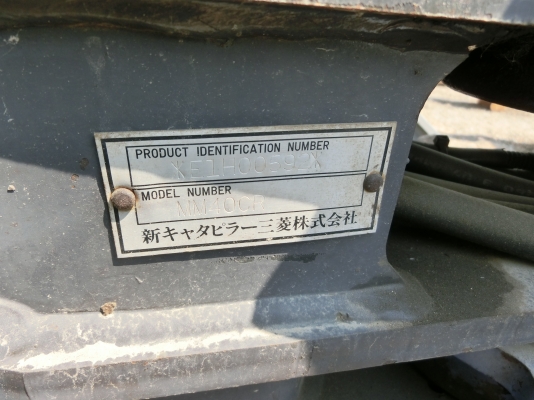 PRODUCT IDENTIFICATION NUMBER
MODEL NUMBER
新キャタピラー三菱株式会社